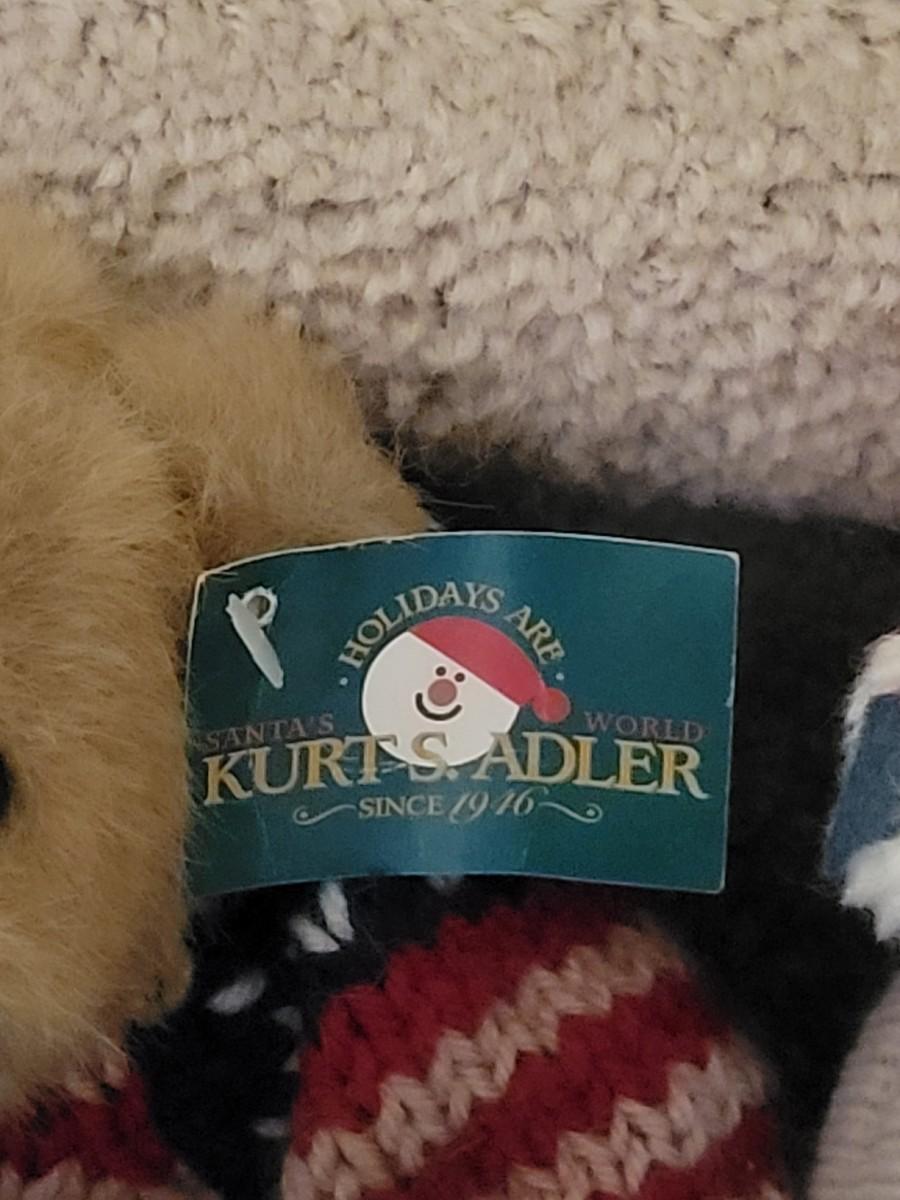 HOLIDAYS ARE
SANTA'S WORLD
KURT S. ADLER
SINCE 1946